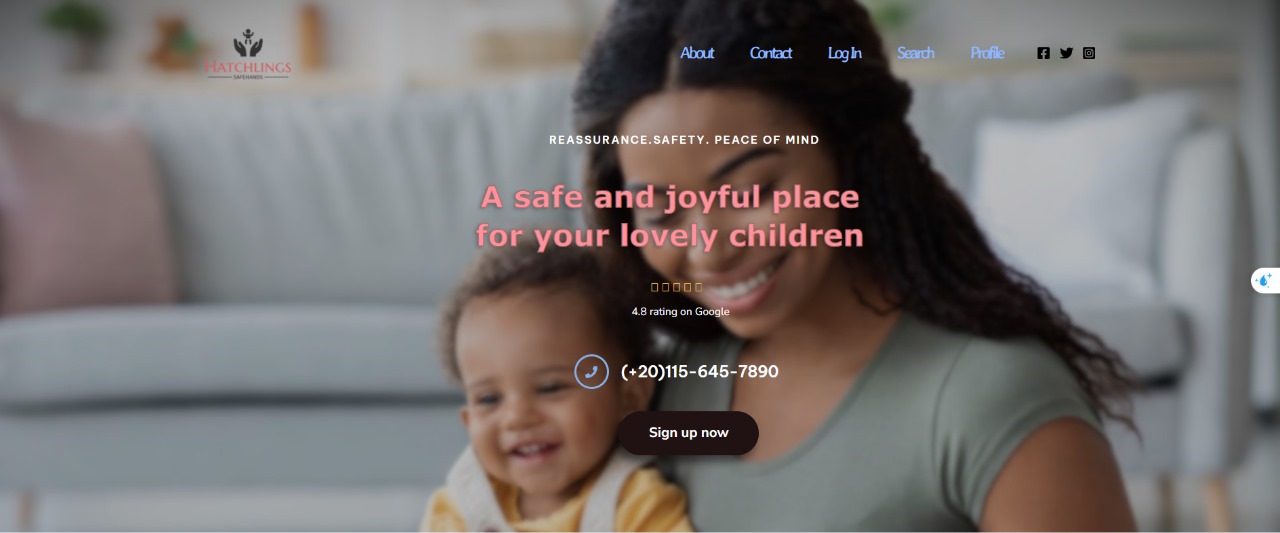 HATCHLINGS
SAFEHANDS
About Contact Log In Search Profile
REASSURANCE.SAFETY. PEACE OF MIND
A safe and joyful place
for your lovely children
4.8 rating on Google
(+20)115-645-7890
Sign up now